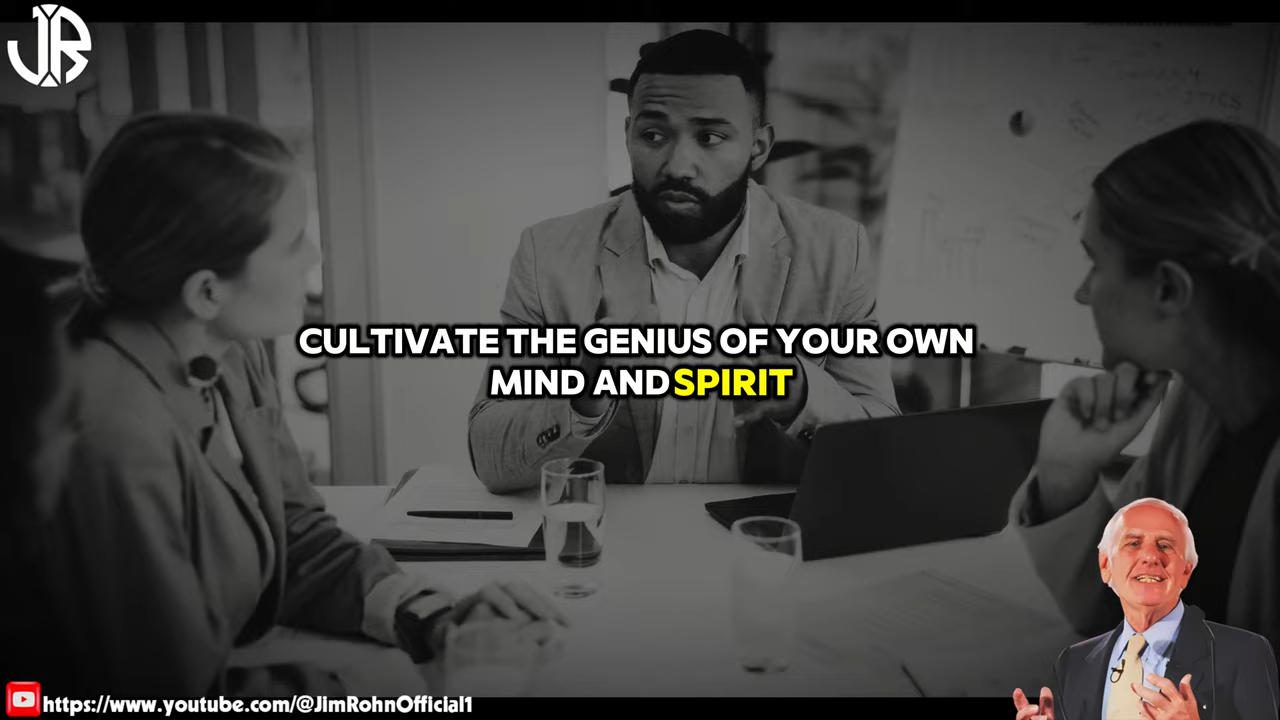 JR
CULTIVATE THE GENIUS OF YOUR OWN
MIND AND SPIRIT
https://www.youtube.com/@JimRohnOfficial1